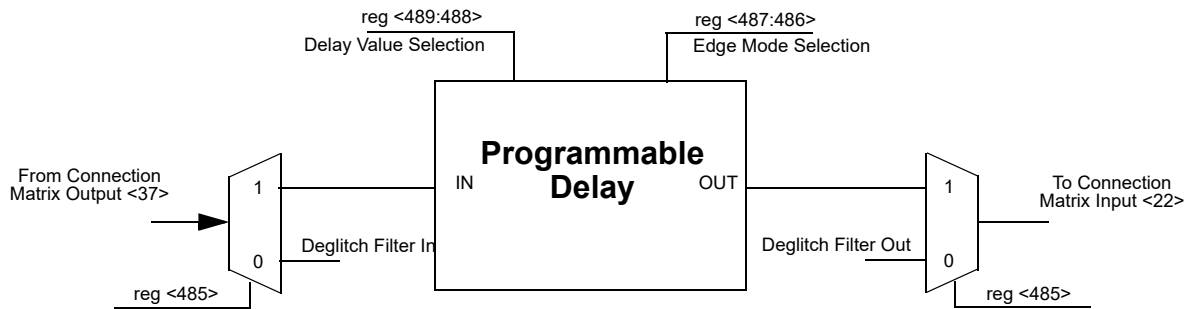 reg <489:488>
Delay Value Selection
reg <487:486>
Edge Mode Selection
Programmable
Delay
IN
OUT
From Connection
Matrix Output <37>
1
0
Deglitch Filter In
reg <485>
Deglitch Filter Out
1
0
To Connection
Matrix Input <22>
reg <485>